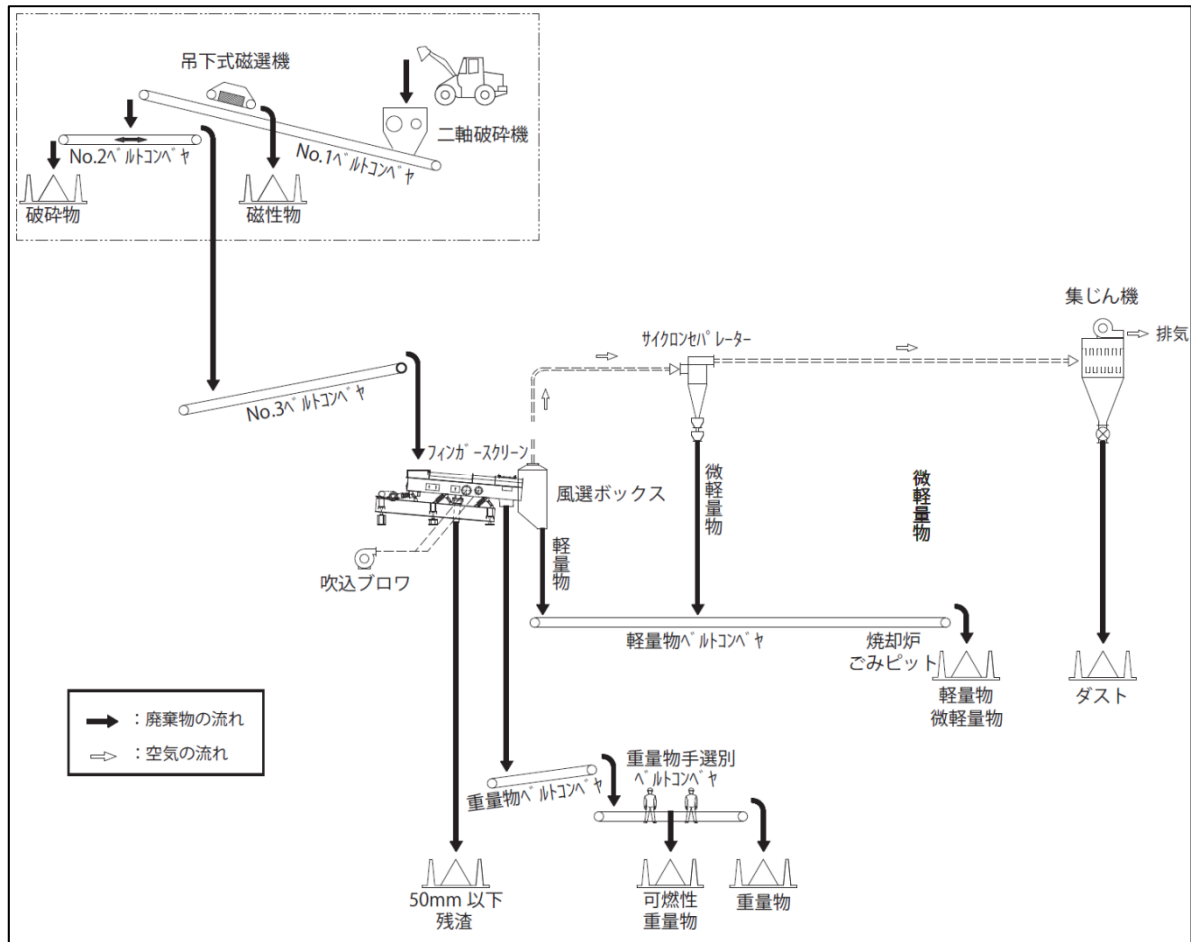 吊下式磁選機
二軸破砕機
No.1ﾍﾞﾙﾄｺﾝﾍﾞﾔ
No.2ﾍﾞﾙﾄｺﾝﾍﾞﾔ
破砕物
磁性物
集じん機
排気
ｻｲｸﾛﾝｾﾊﾟﾚｰﾀｰ
No.3ﾍﾞﾙﾄｺﾝﾍﾞﾔ
ﾌｨﾝｶﾞｰｽｸﾘｰﾝ
風選ボックス
微軽量物
微軽量物
軽量物
吹込ブロワ
軽量物ﾍﾞﾙﾄｺﾝﾍﾞﾔ
焼却炉
ごみピット
軽量物
微軽量物
ダスト
：廃棄物の流れ
：空気の流れ
重量物ﾍﾞﾙﾄｺﾝﾍﾞﾔ
重量物手選別
ﾍﾞﾙﾄｺﾝﾍﾞﾔ
50mm 以下
残渣
可燃性
重量物
重量物